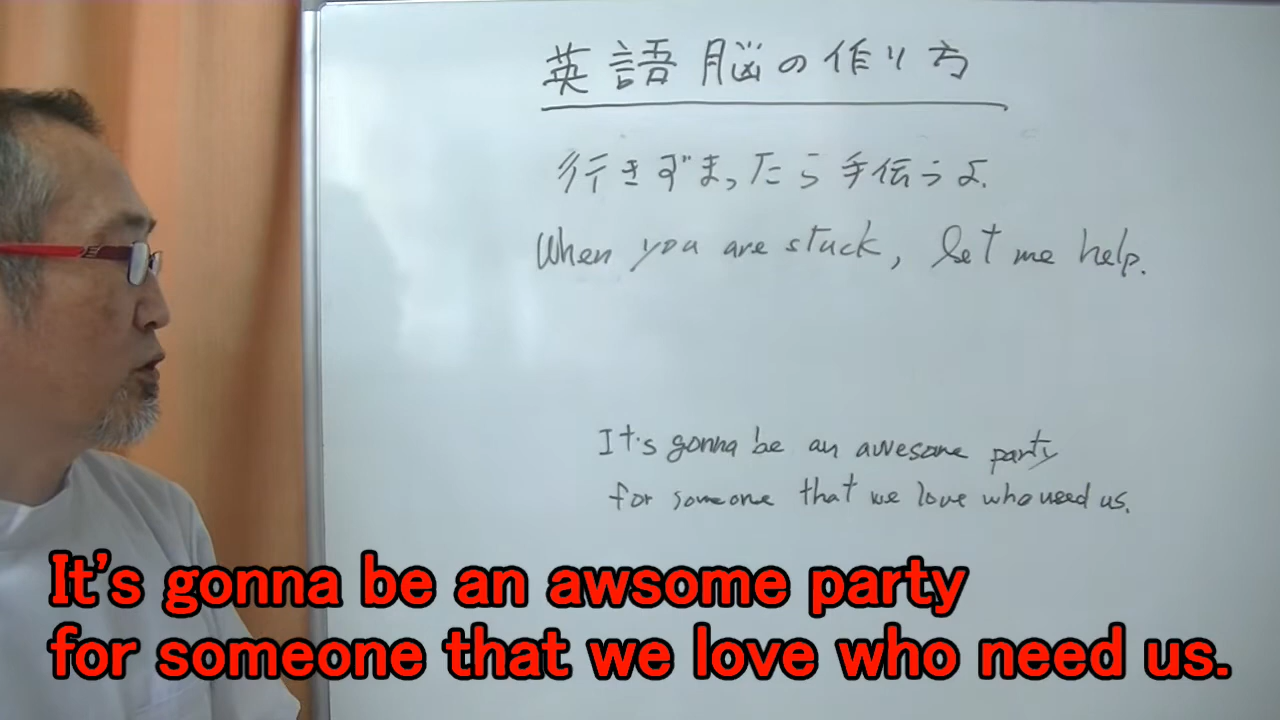 英語脳の作り方
行きずまったら手伝うよ.
When you are stuck, let me help.
It's gonna be an awesome party
for someone that we love who need us.
It's gonna be an awsome party
for someone that we love who need us.